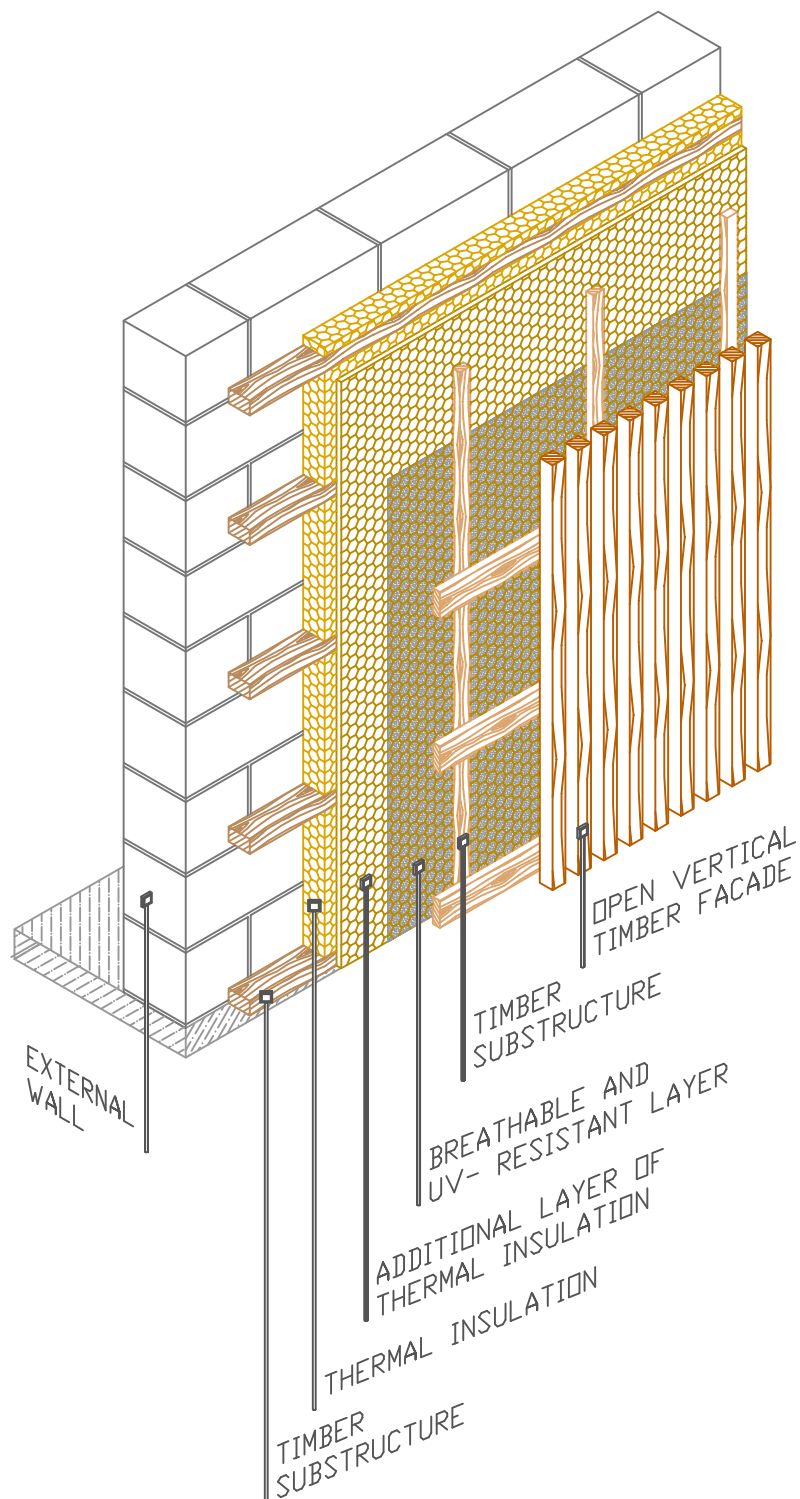 OPEN VERTICAL
TIMBER FACADE
TIMBER
SUBSTRUCTURE
EXTERNAL
WALL
BREATHABLE AND
UV- RESISTANT LAYER
ADDITIONAL LAYER OF
THERMAL INSULATION
THERMAL INSULATION
TIMBER
SUBSTRUCTURE